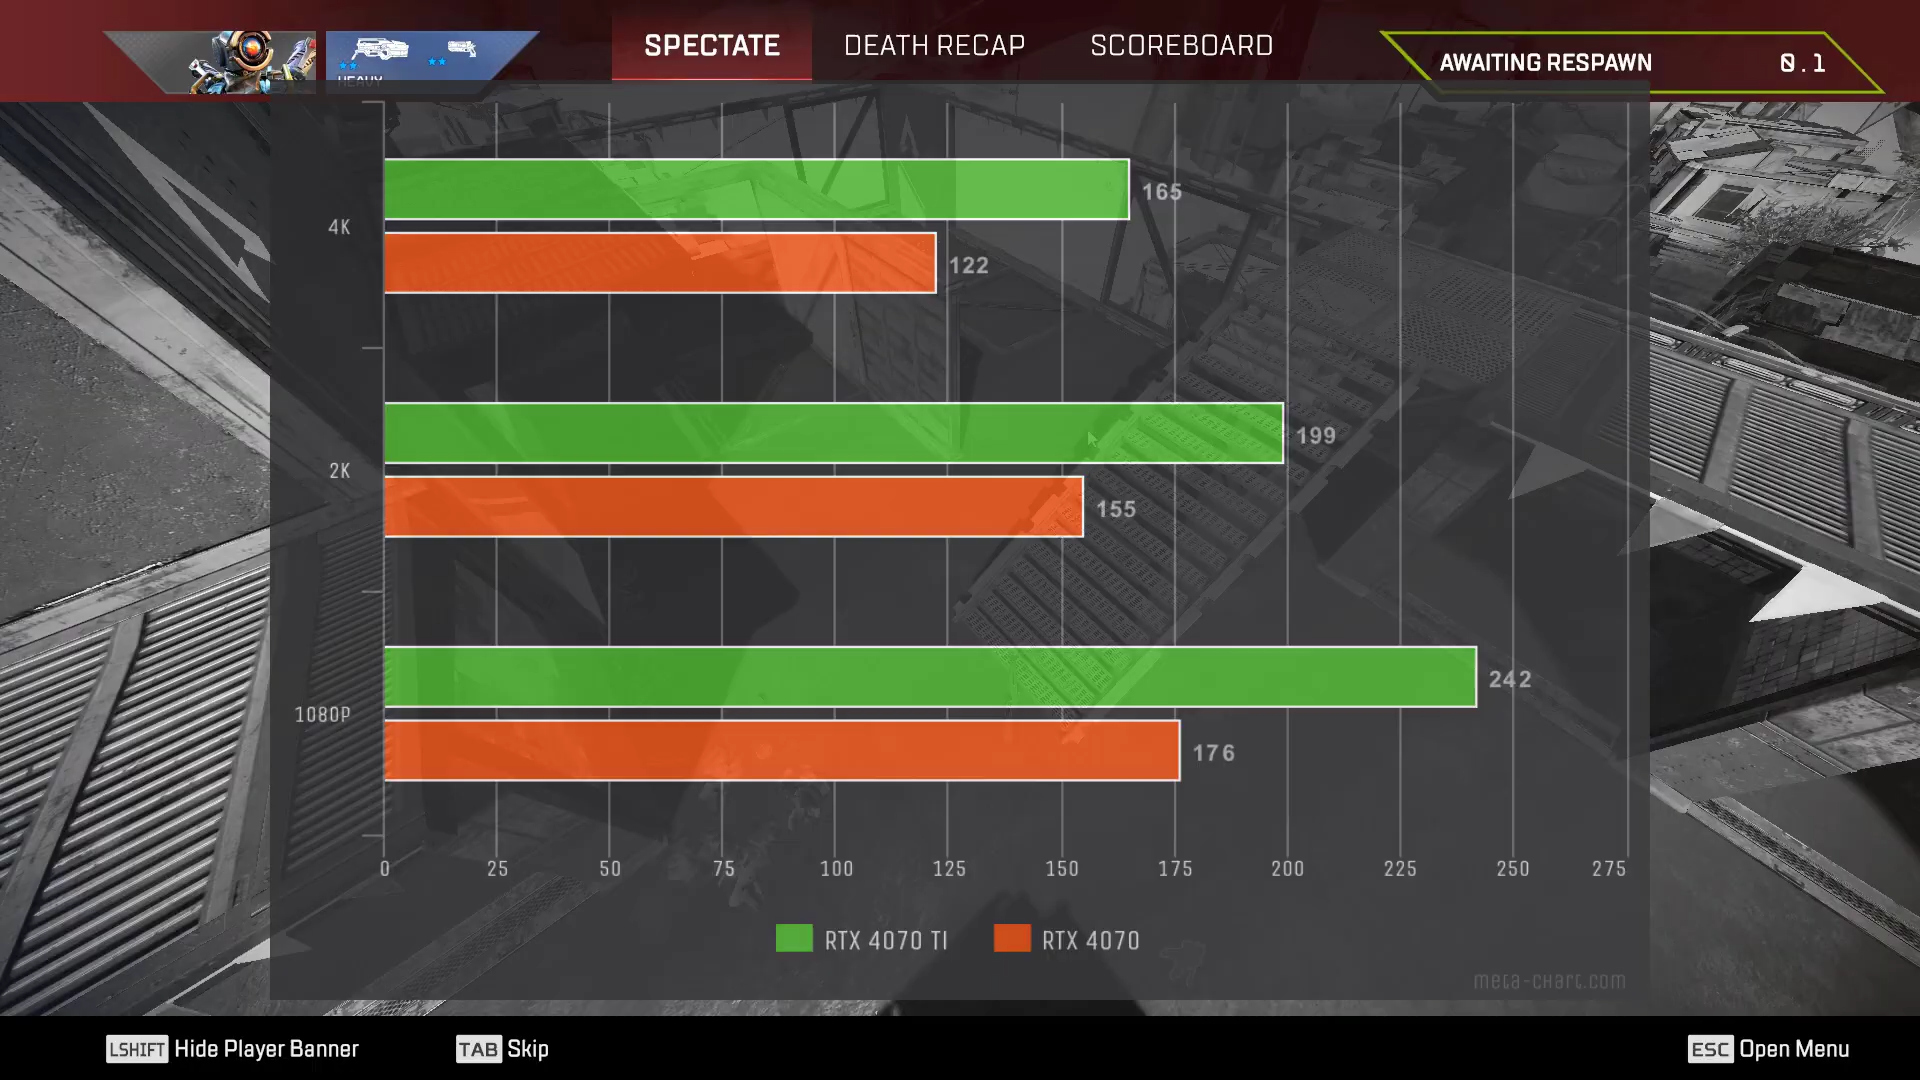 SPECTATE DEATH RECAP SCOREBOARD
AWAITING RESPAWN 0.1
HEAVY
165
4K
122
199
2K
155
242
1080P
176
0 25 50 75 100 125 150 175 200 225 250 275
RTX 4070 TI RTX 4070
meta-chart.com
LSHIFT Hide Player Banner TAB Skip ESC Open Menu